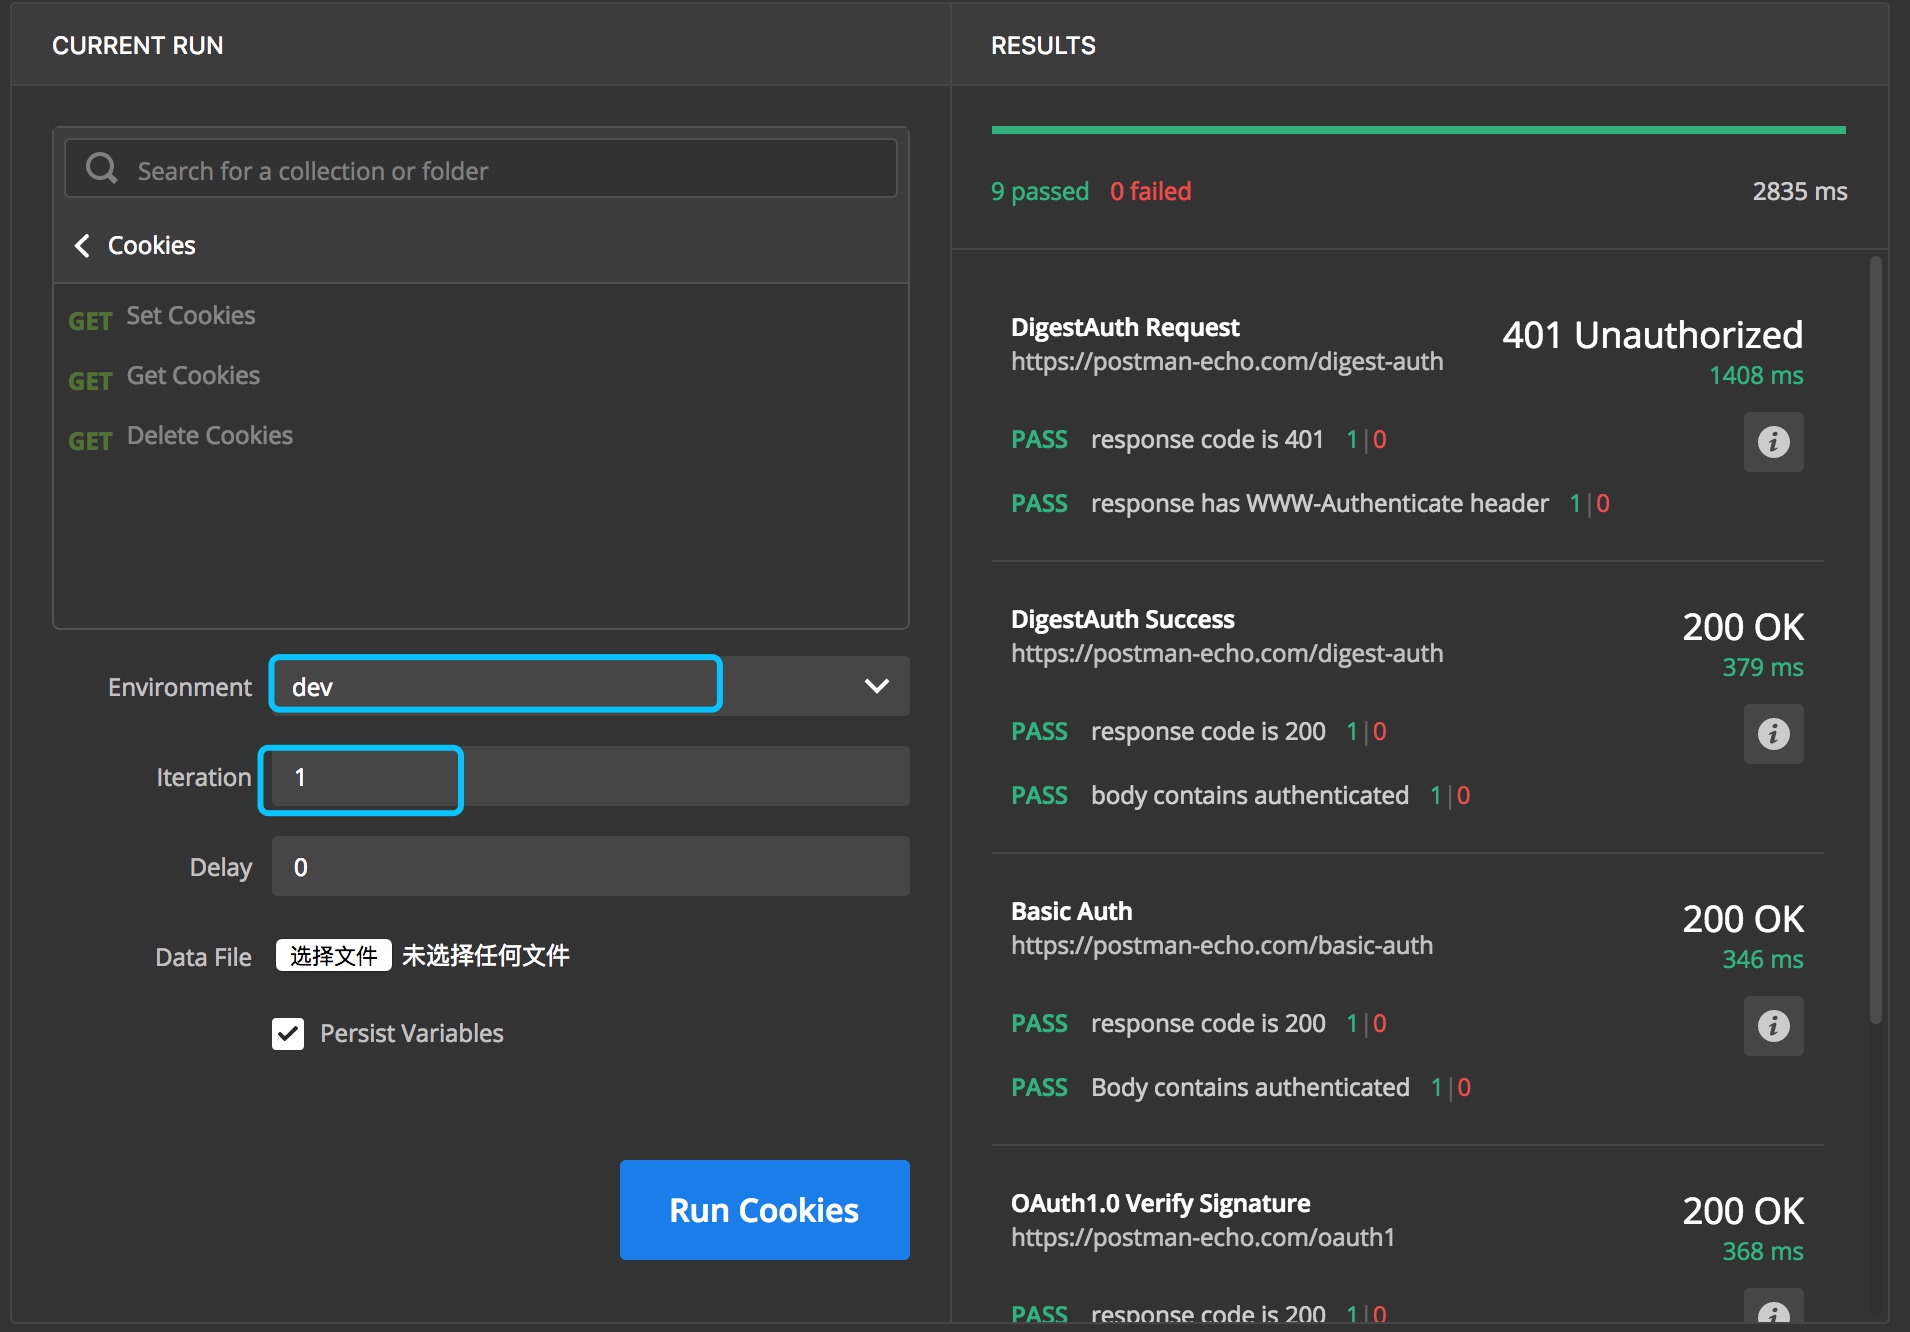 CURRENT RUN
Search for a collection or folder
Cookies
GET Set Cookies
GET Get Cookies
GET Delete Cookies
Environment dev
Iteration 1
Delay 0
Data File 选择文件 未选择任何文件
Persist Variables
Run Cookies
RESULTS
9 passed 0 failed 2835 ms
DigestAuth Request 401 Unauthorized
https://postman-echo.com/digest-auth 1408 ms
PASS response code is 401 1|0
PASS response has WWW-Authenticate header 1|0
DigestAuth Success 200 OK
https://postman-echo.com/digest-auth 379 ms
PASS response code is 200 1|0
PASS body contains authenticated 1|0
Basic Auth 200 OK
https://postman-echo.com/basic-auth 346 ms
PASS response code is 200 1|0
PASS Body contains authenticated 1|0
OAuth1.0 Verify Signature 200 OK
https://postman-echo.com/oauth1 368 ms
PASS response code is 200 1|0